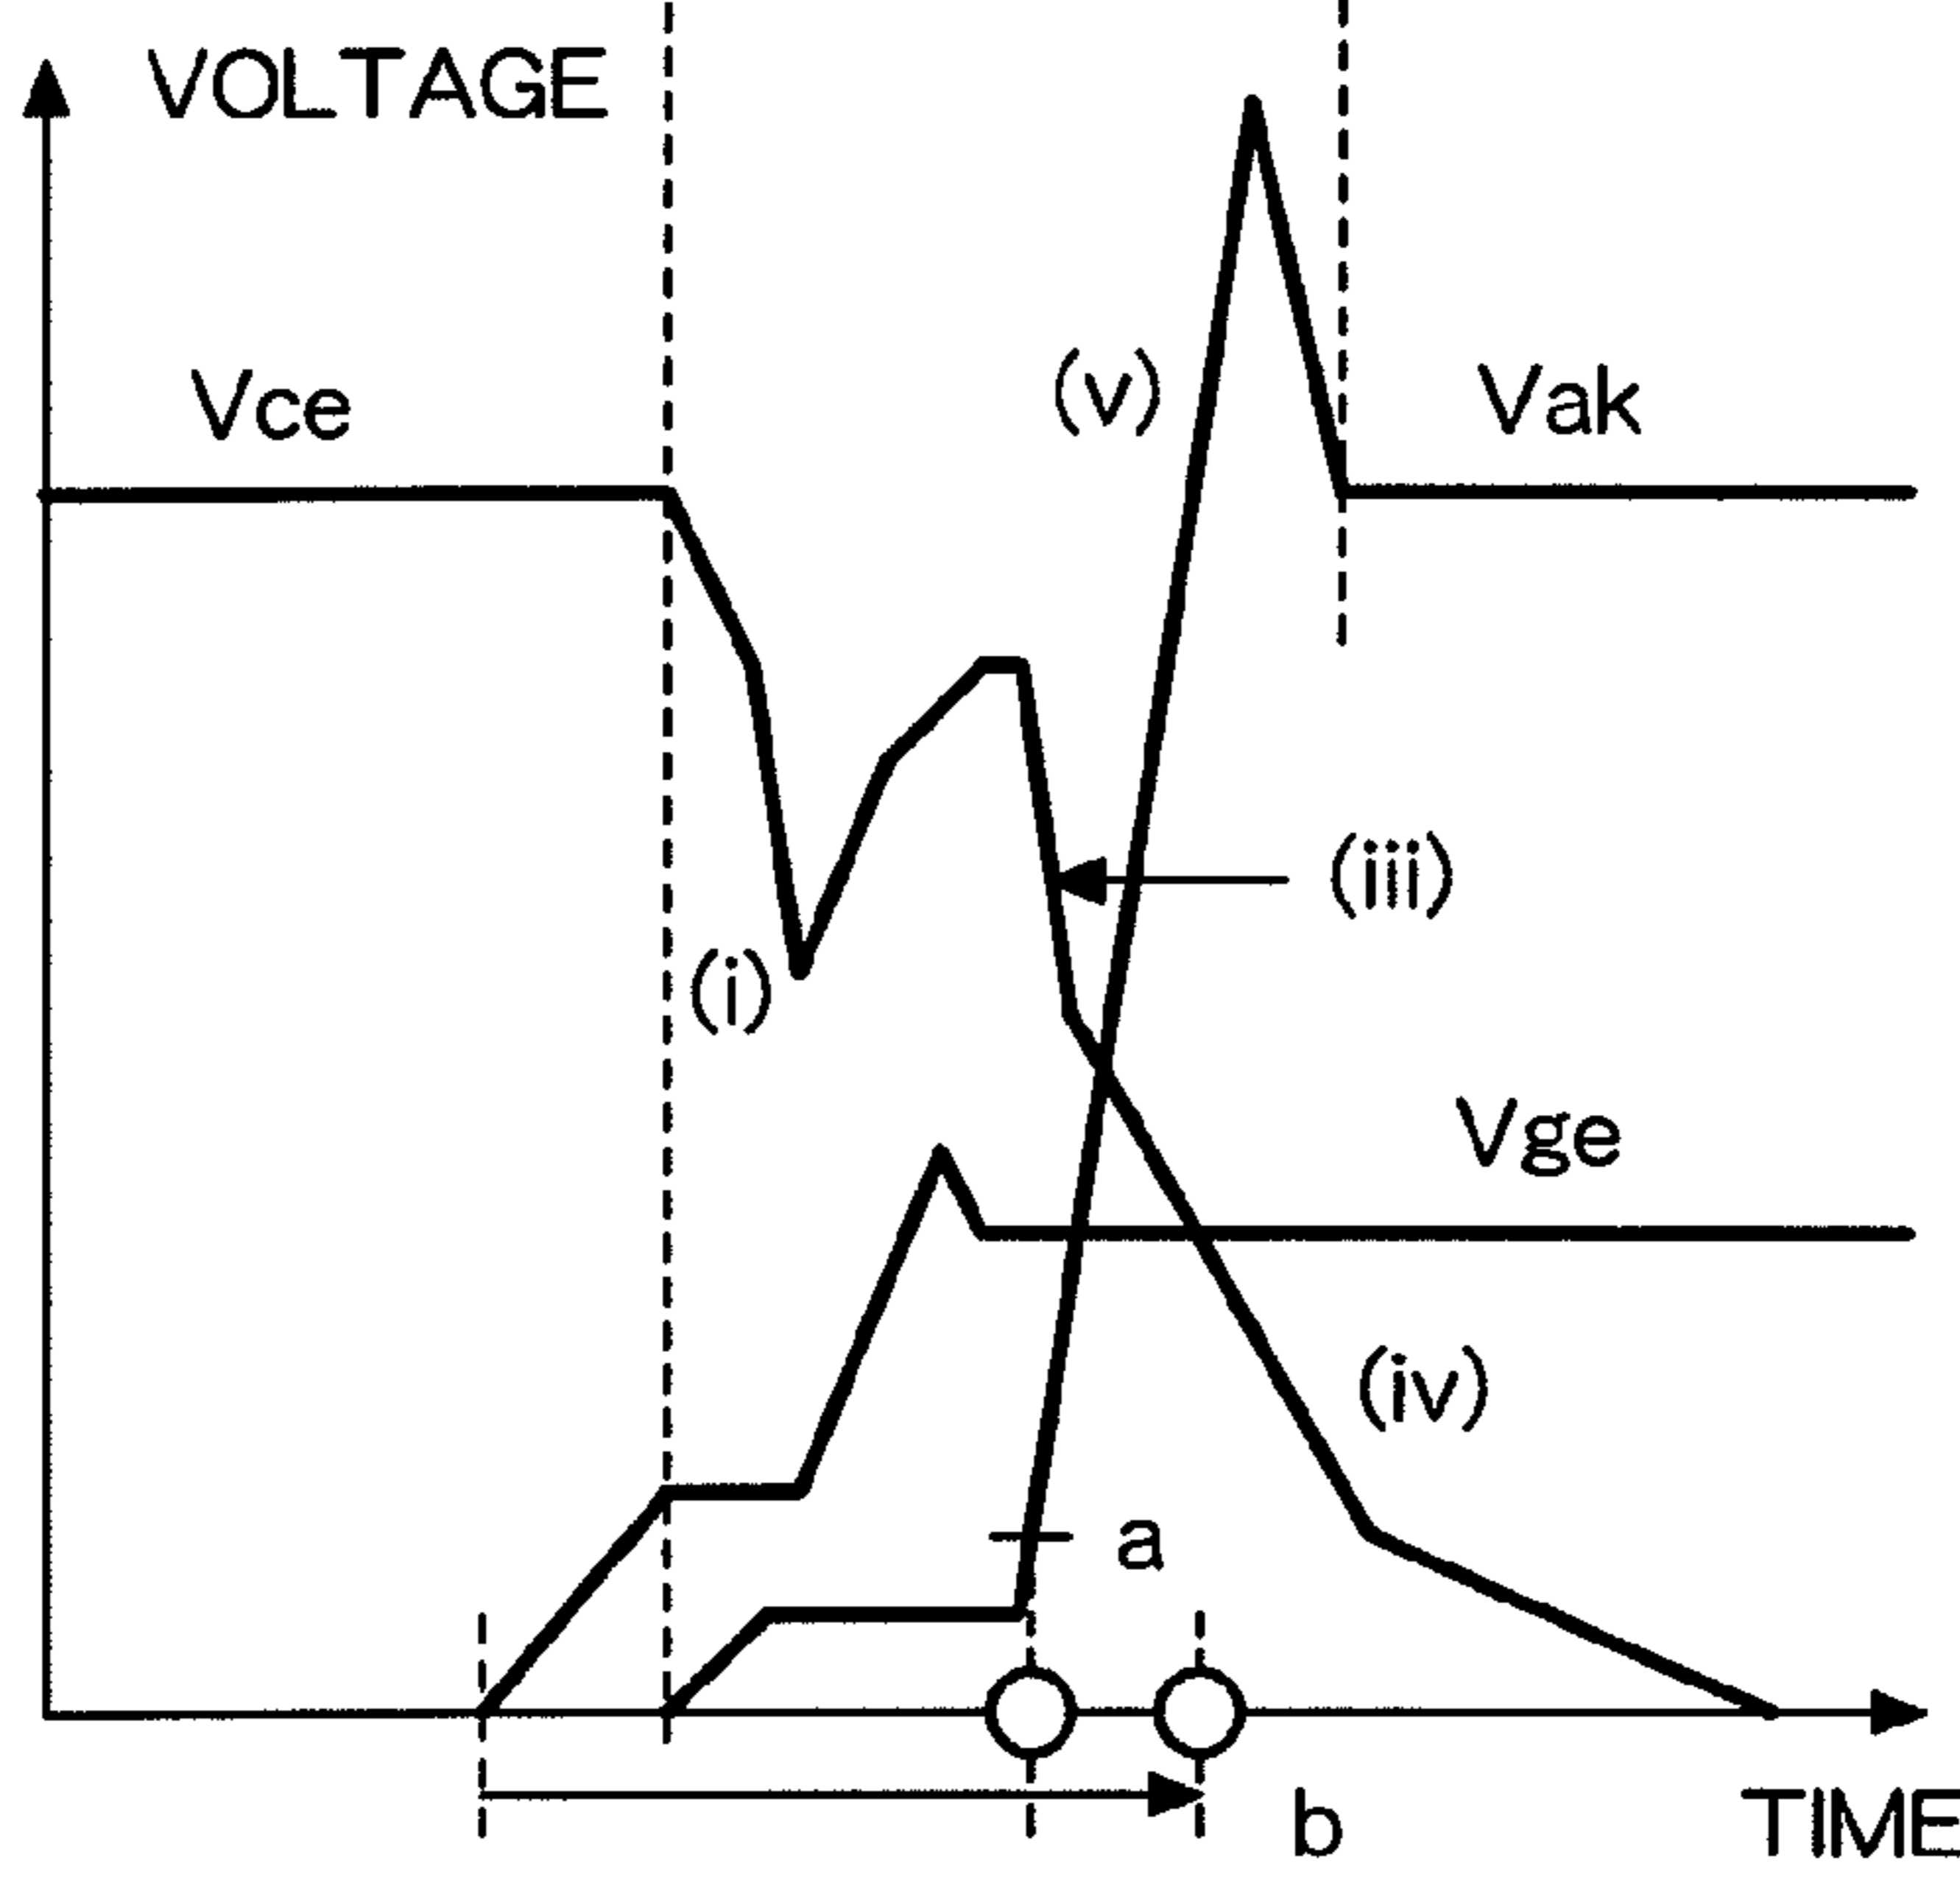 VOLTAGE
Vce
(v)
Vak
(iii)
(i)
Vge
(iv)
a
b
TIME